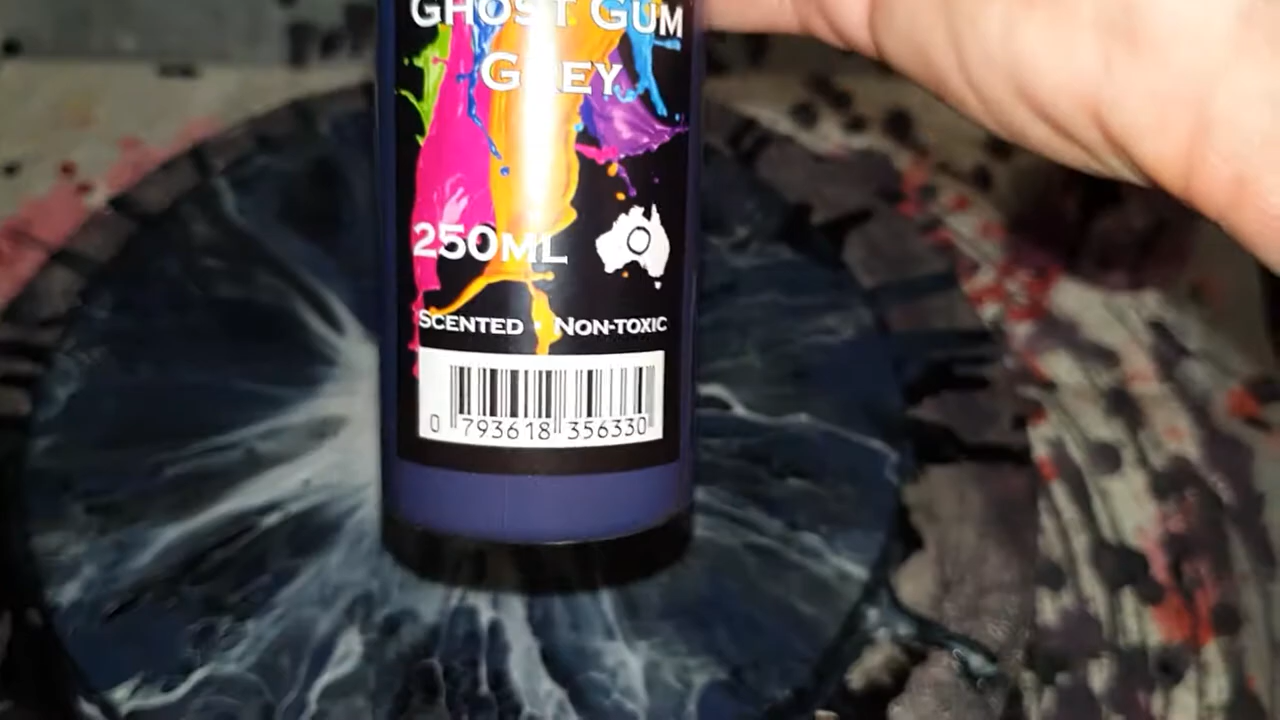 GHOST GUM
GREY
250ML
SCENTED • NON-TOXIC
0 793618 356330